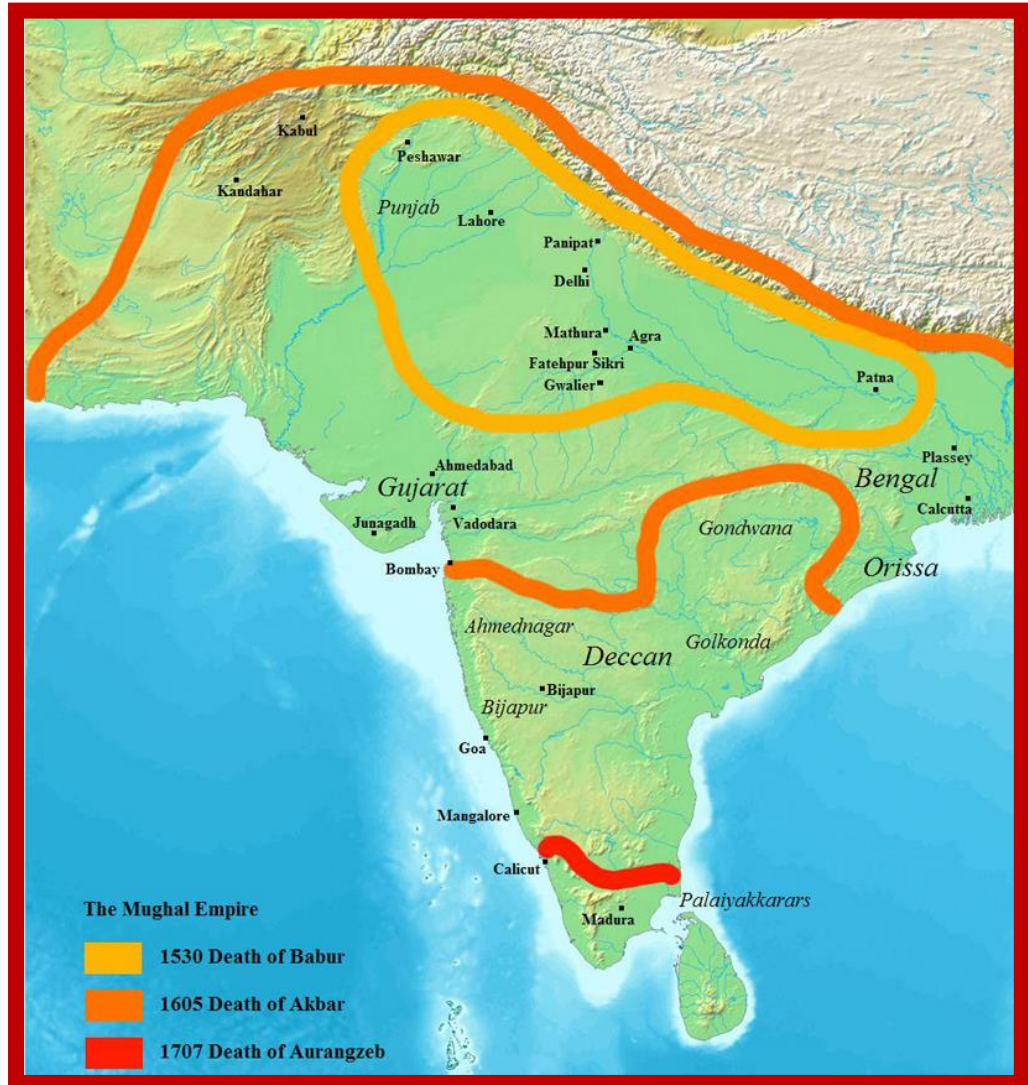 Kabul
Peshawar
Kandahar
Punjab
Lahore
Panipat
Delhi
Mathura
Agra
Fatehpur Sikri
Gwalier
Patna
Plassey
Ahmedabad
Bengal
Gujarat
Calcutta
Vadodara
Junagadh
Gondwana
Bombay
Orissa
Ahmednagar
Golkonda
Deccan
Bijapur
Bijapur
Goa
Mangalore
Calicut
Palaiyakkarars
Madura
The Mughal Empire
1530 Death of Babur
1605 Death of Akbar
1707 Death of Aurangzeb